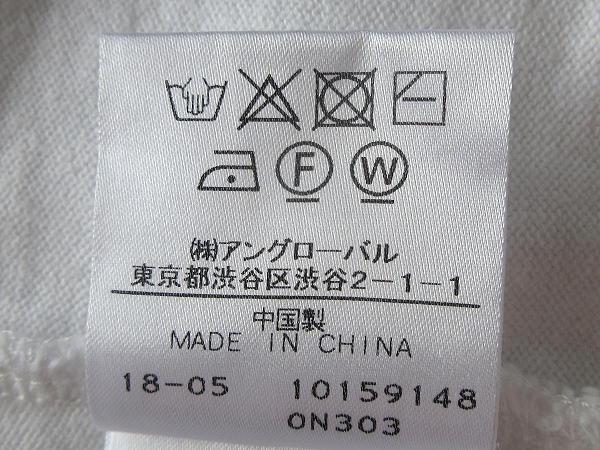 F W
㈱アングローバル
東京都渋谷区渋谷2-1-1
中国製
MADE IN CHINA
18-05 10159148
0N303